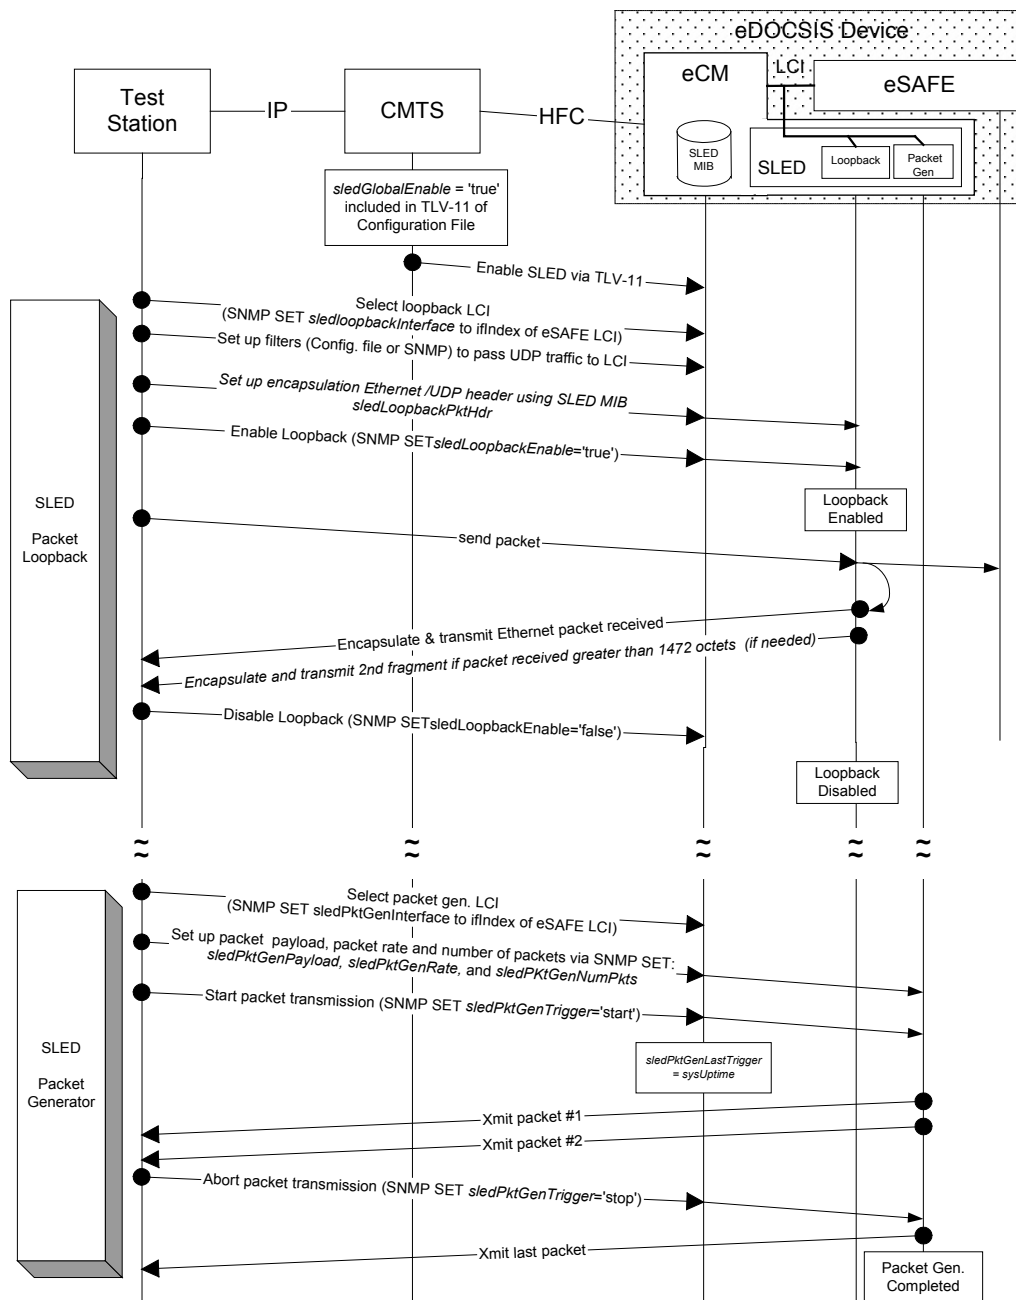 eDOCSIS Device
eCM
LCI
eSAFE
Test
Station
IP
CMTS
HFC
SLED
MIB
SLED
Loopback
Packet
Gen
sledGlobalEnable = 'true'
included in TLV-11 of
Configuration File
Enable SLED via TLV-11
Select loopback LCI
(SNMP SET sledloopbackInterface to ifIndex of eSAFE LCI)
Set up filters (Config. file or SNMP) to pass UDP traffic to LCI
Set up encapsulation Ethernet /UDP header using SLED MIB
sledLoopbackPktHdr
Enable Loopback (SNMP SETsledLoopbackEnable='true')
SLED
Packet
Loopback
Loopback
Enabled
send packet
Encapsulate & transmit Ethernet packet received
Encapsulate and transmit 2nd fragment if packet received greater than 1472 octets (if needed)
Disable Loopback (SNMP SETsledLoopbackEnable='false')
Loopback
Disabled
≈ ≈ ≈ ≈ ≈
Select packet gen. LCI
(SNMP SET sledPktGenInterface to ifIndex of eSAFE LCI)
Set up packet payload, packet rate and number of packets via SNMP SET:
sledPktGenPayload, sledPktGenRate, and sledPKtGenNumPkts
Start packet transmission (SNMP SET sledPktGenTrigger='start')
SLED
Packet
Generator
sledPktGenLastTrigger
= sysUptime
Xmit packet #1
Xmit packet #2
Abort packet transmission (SNMP SET sledPktGenTrigger='stop')
Xmit last packet
Packet Gen.
Completed